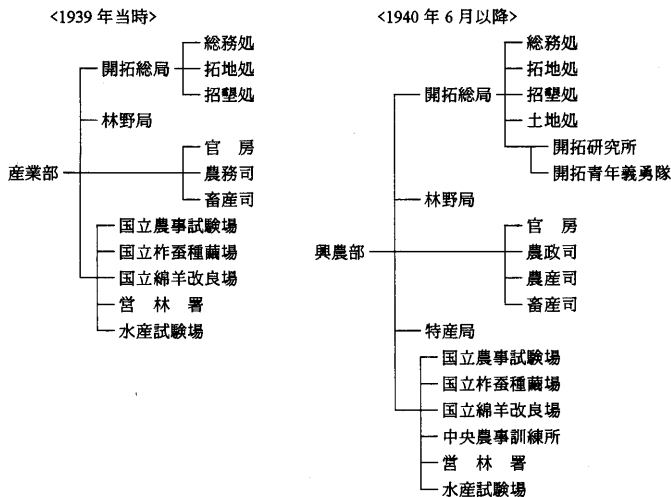 <1939年当時>
開拓総局
総務処
拓地処
招墾処
林野局
産業部
官　房
農務司
畜産司
国立農事試験場
国立柞蚕種繭場
国立綿羊改良場
営　林　署
水産試験場
<1940年6月以降>
開拓総局
総務処
拓地処
招墾処
土地処
開拓研究所
開拓青年義勇隊
林野局
興農部
官　房
農政司
農産司
畜産司
特産局
国立農事試験場
国立柞蚕種繭場
国立綿羊改良場
中央農事訓練所
営　林　署
水産試験場